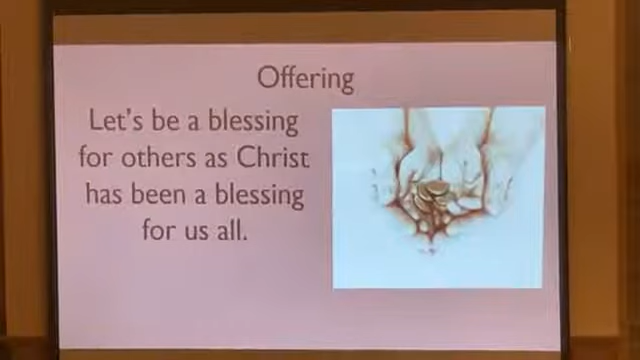 Offering
Let's be a blessing
for others as Christ
has been a blessing
for us all.